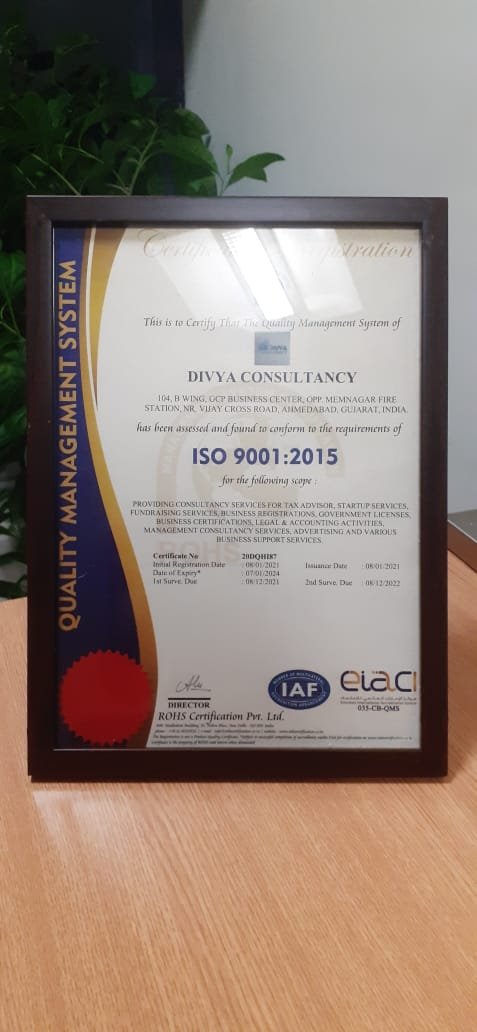 QUALITY MANAGEMENT SYSTEM
This is to Certify That The Quality Management System of
DIVYA
DIVYA CONSULTANCY
104, B WING, GCP BUSINESS CENTER, OPP. MEMNAGAR FIRE
STATION, NR, VIJAY CROSS ROAD, AHMEDABAD, GUJARAT, INDIA.
has been assessed and found to conform to the requirements of
ISO 9001:2015
for the following scope :
PROVIDING CONSULTANCY SERVICES FOR TAX ADVISOR, STARTUP SERVICES,
FUNDRAISING SERVICES, BUSINESS REGISTRATIONS, GOVERNMENT LICENSES,
BUSINESS CERTIFICATIONS, LEGAL & ACCOUNTING ACTIVITIES,
MANAGEMENT CONSULTANCY SERVICES, ADVERTISING AND VARIOUS
BUSINESS SUPPORT SERVICES.
Certificate No : 20DQHI87
Initial Registration Date : 08/01/2021 Issuance Date : 08/01/2021
Date of Expiry* : 07/01/2024
1st Surve. Due : 08/12/2021 2nd Surve. Due : 08/12/2022
DIRECTOR
ROHS Certification Pvt. Ltd.
IAF
eiaci
035-CB-QMS